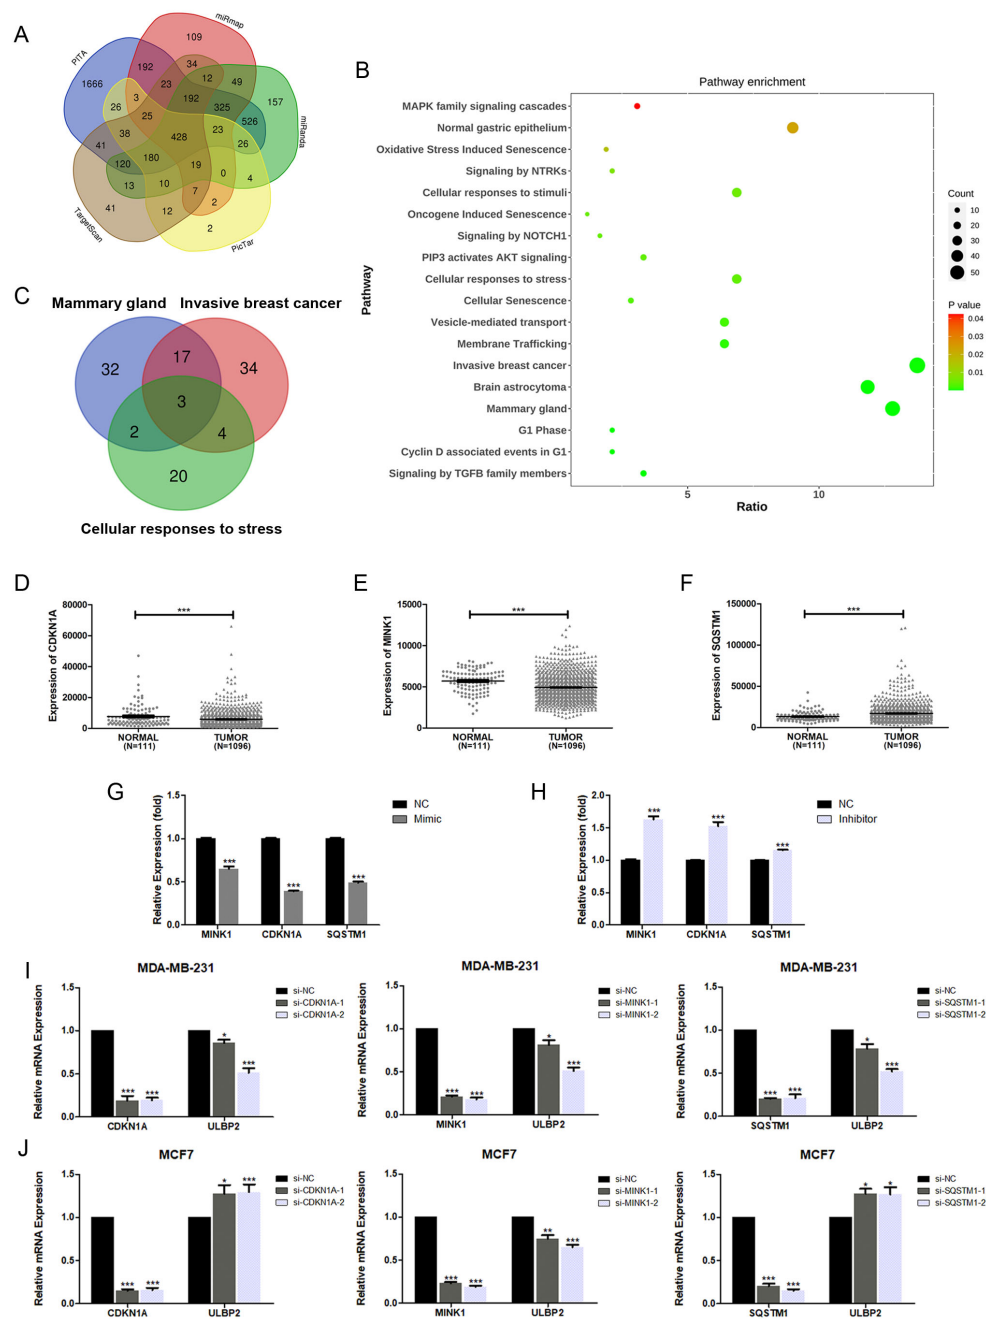 A
miRmap
PITA
miRanda
TargetScan
PicTar
109
1666
192
34
23
12
49
157
26
3
192
325
526
25
38
428
23
26
41
120
180
19
0
4
13
10
7
2
41
12
2
B
Pathway enrichment
MAPK family signaling cascades
Normal gastric epithelium
Oxidative Stress Induced Senescence
Signaling by NTRKs
Cellular responses to stimuli
Oncogene Induced Senescence
Signaling by NOTCH1
PIP3 activates AKT signaling
Cellular responses to stress
Cellular Senescence
Vesicle-mediated transport
Membrane Trafficking
Invasive breast cancer
Brain astrocytoma
Mammary gland
G1 Phase
Cyclin D associated events in G1
Signaling by TGFB family members
Pathway
5
10
Ratio
Count
10
20
30
40
50
P value
0.04
0.03
0.02
0.01
C
Mammary gland
Invasive breast cancer
32
17
34
3
2
4
20
Cellular responses to stress
D
Expression of CDKN1A
80000
60000
40000
20000
0
***
NORMAL
(N=111)
TUMOR
(N=1096)
E
Expression of MINK1
15000
10000
5000
0
***
NORMAL
(N=111)
TUMOR
(N=1096)
F
Expression of SQSTM1
150000
100000
50000
0
***
NORMAL
(N=111)
TUMOR
(N=1096)
G
Relative Expression (fold)
1.5
1.0
0.5
0.0
***
***
***
MINK1
CDKN1A
SQSTM1
NC
Mimic
H
Relative Expression (fold)
2.0
1.5
1.0
0.5
0.0
***
***
***
MINK1
CDKN1A
SQSTM1
NC
Inhibitor
I
MDA-MB-231
Relative mRNA Expression
1.5
1.0
0.5
0.0
*** ***
*
***
CDKN1A
ULBP2
si-NC
si-CDKN1A-1
si-CDKN1A-2
MDA-MB-231
Relative mRNA Expression
1.5
1.0
0.5
0.0
*** ***
*
***
MINK1
ULBP2
si-NC
si-MINK1-1
si-MINK1-2
MDA-MB-231
Relative mRNA Expression
1.5
1.0
0.5
0.0
*** ***
*
***
SQSTM1
ULBP2
si-NC
si-SQSTM1-1
si-SQSTM1-2
J
MCF7
Relative mRNA Expression
1.5
1.0
0.5
0.0
*** ***
*
***
CDKN1A
ULBP2
si-NC
si-CDKN1A-1
si-CDKN1A-2
MCF7
Relative mRNA Expression
1.5
1.0
0.5
0.0
*** ***
**
***
MINK1
ULBP2
si-NC
si-MINK1-1
si-MINK1-2
MCF7
Relative mRNA Expression
1.5
1.0
0.5
0.0
*** ***
*
*
SQSTM1
ULBP2
si-NC
si-SQSTM1-1
si-SQSTM1-2